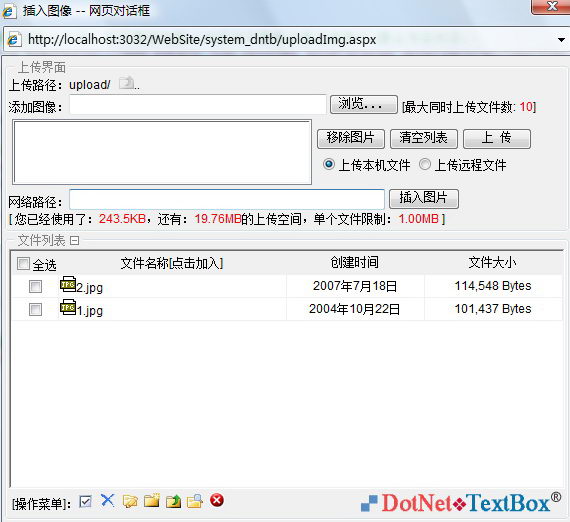 插入图像 -- 网页对话框
http://localhost:3032/WebSite/system_dntb/uploadImg.aspx
上传界面
上传路径：upload/ ..
添加图像： 浏览... [最大同时上传文件数: 10]
移除图片 清空列表 上 传
上传本机文件 上传远程文件
网络路径： 插入图片
[ 您已经使用了：243.5KB，还有：19.76MB的上传空间，单个文件限制：1.00MB ]
文件列表
全选 文件名称[点击加入] 创建时间 文件大小
JPG 2.jpg 2007年7月18日 114,548 Bytes
JPG 1.jpg 2004年10月22日 101,437 Bytes
[操作菜单]：
DotNet TextBox®